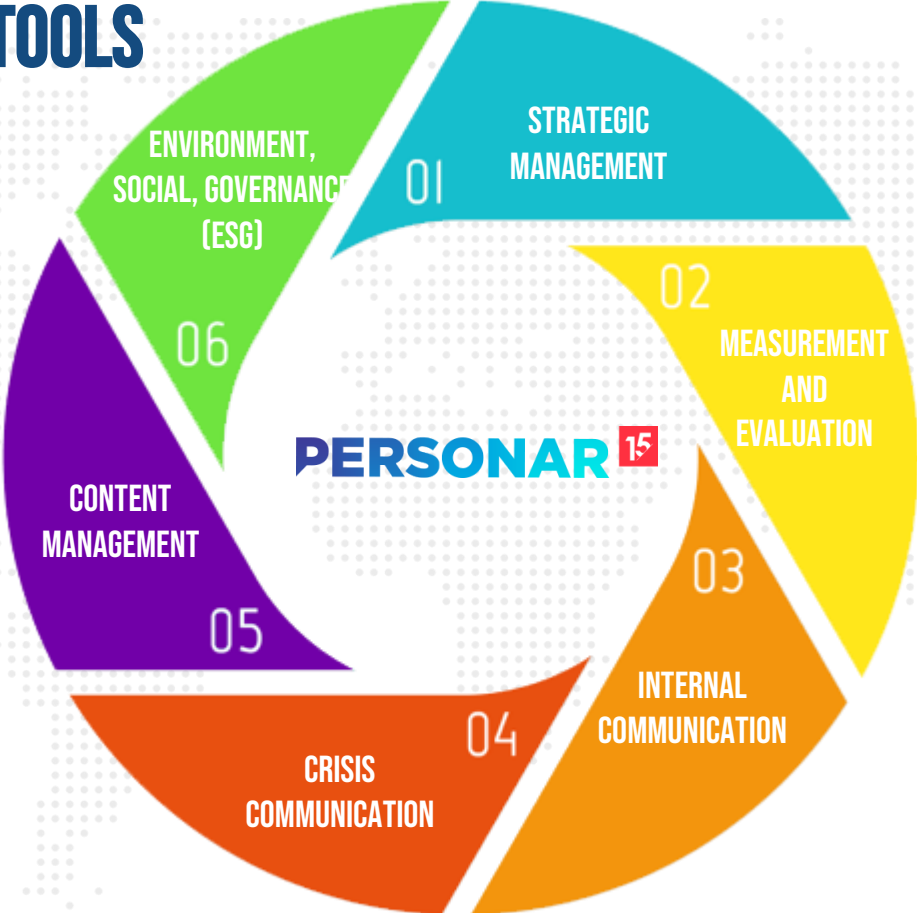 TOOLS
01
STRATEGIC
MANAGEMENT
02
MEASUREMENT
AND
EVALUATION
03
INTERNAL
COMMUNICATION
04
CRISIS
COMMUNICATION
05
CONTENT
MANAGEMENT
06
ENVIRONMENT,
SOCIAL, GOVERNANCE
(ESG)
PERSONAR 15